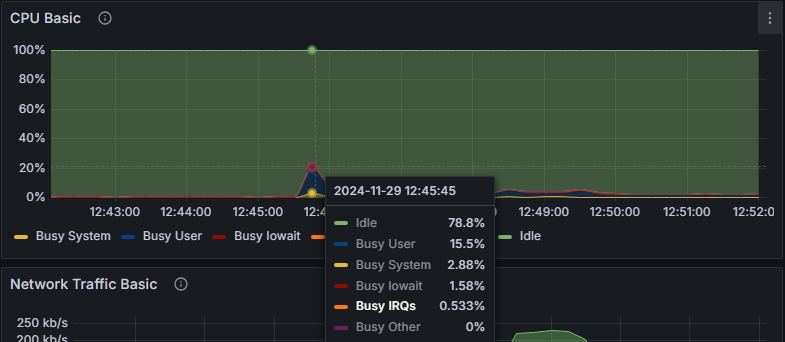 CPU Basic
100%
80%
60%
40%
20%
0%
12:43:00 12:44:00 12:45:00 12:49:00 12:50:00 12:51:00 12:52:0
Busy System Busy User Busy Iowait Idle
2024-11-29 12:45:45
Idle 78.8%
Busy User 15.5%
Busy System 2.88%
Busy Iowait 1.58%
Busy IRQs 0.533%
Busy Other 0%
Network Traffic Basic
250 kb/s
200 kb/s